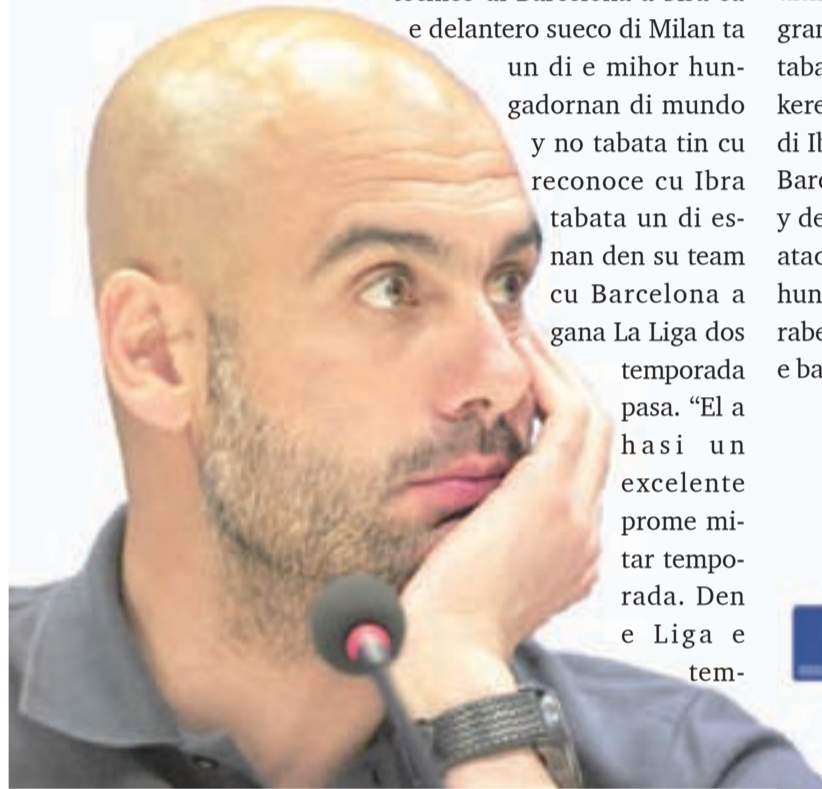 e delantero sueco di Milan ta
un di e mihor hun-
gadornan di mundo
y no tabata tin cu
reconoce cu Ibra
tabata un di es-
nan den su team
cu Barcelona a
gana La Liga dos
temporada
pasa. “El a
hasi un
excelente
prome mi-
tar tempo-
rada. Den
e Liga e
tem-
y de
e ba